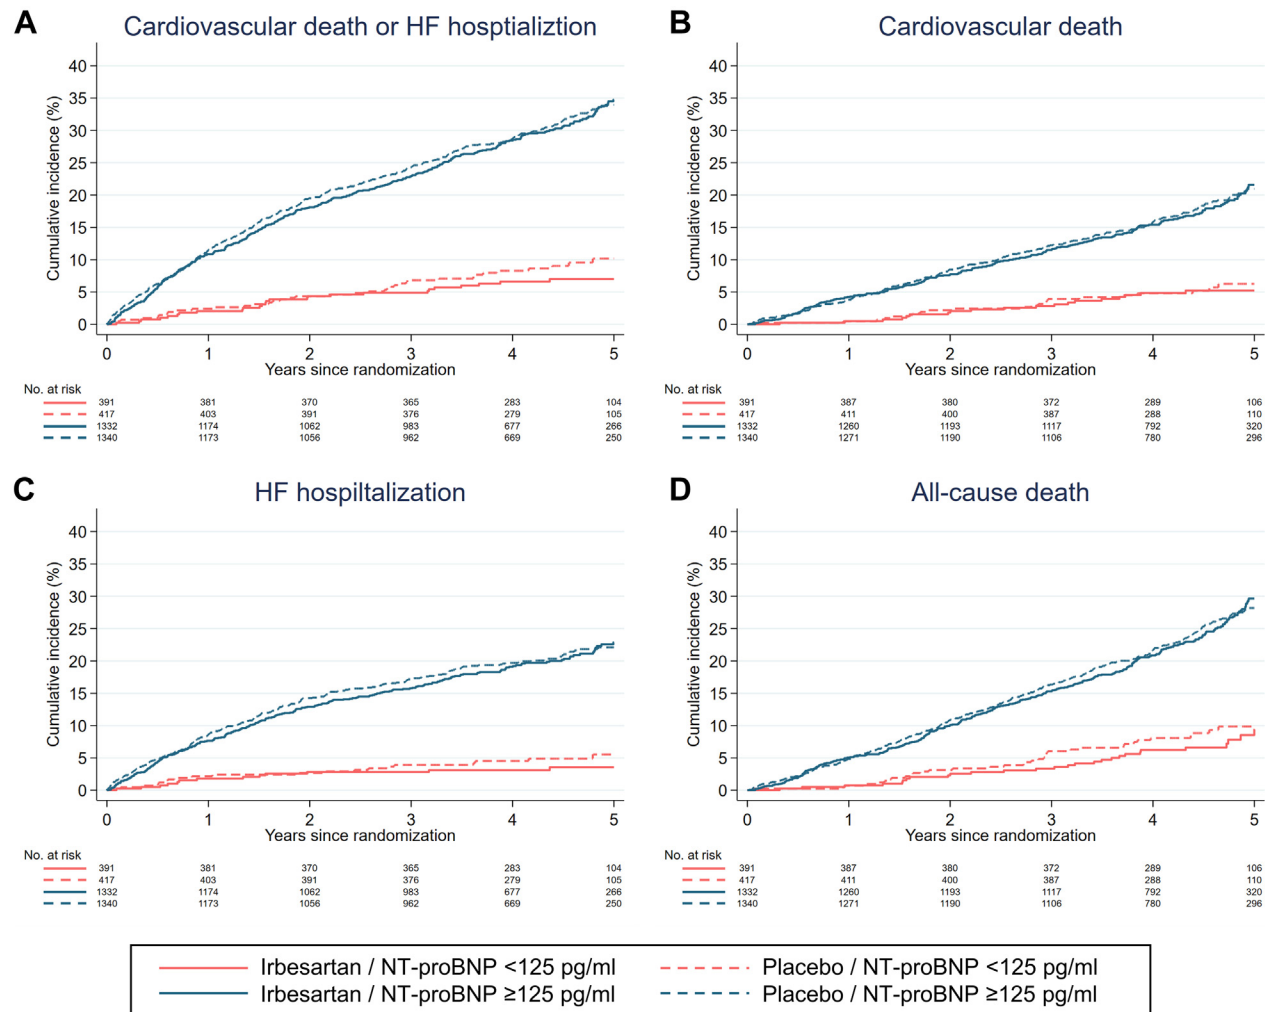 A Cardiovascular death or HF hosptializtion
Cumulative incidence (%)
40
35
30
25
20
15
10
5
0
0 1 2 3 4 5
Years since randomization
No. at risk
391 381 370 365 283 104
417 403 391 376 279 105
1332 1174 1062 983 677 266
1340 1173 1056 962 669 250
B Cardiovascular death
Cumulative incidence (%)
40
35
30
25
20
15
10
5
0
0 1 2 3 4 5
Years since randomization
No. at risk
391 387 380 372 289 106
417 411 400 387 288 110
1332 1260 1193 1117 792 320
1340 1271 1190 1106 780 296
C HF hospiltalization
Cumulative incidence (%)
40
35
30
25
20
15
10
5
0
0 1 2 3 4 5
Years since randomization
No. at risk
391 381 370 365 283 104
417 403 391 376 279 105
1332 1174 1062 983 677 266
1340 1173 1056 962 669 250
D All-cause death
Cumulative incidence (%)
40
35
30
25
20
15
10
5
0
0 1 2 3 4 5
Years since randomization
No. at risk
391 387 380 372 289 106
417 411 400 387 288 110
1332 1260 1193 1117 792 320
1340 1271 1190 1106 780 296
Irbesartan / NT-proBNP <125 pg/ml
Placebo / NT-proBNP <125 pg/ml
Irbesartan / NT-proBNP ≥125 pg/ml
Placebo / NT-proBNP ≥125 pg/ml